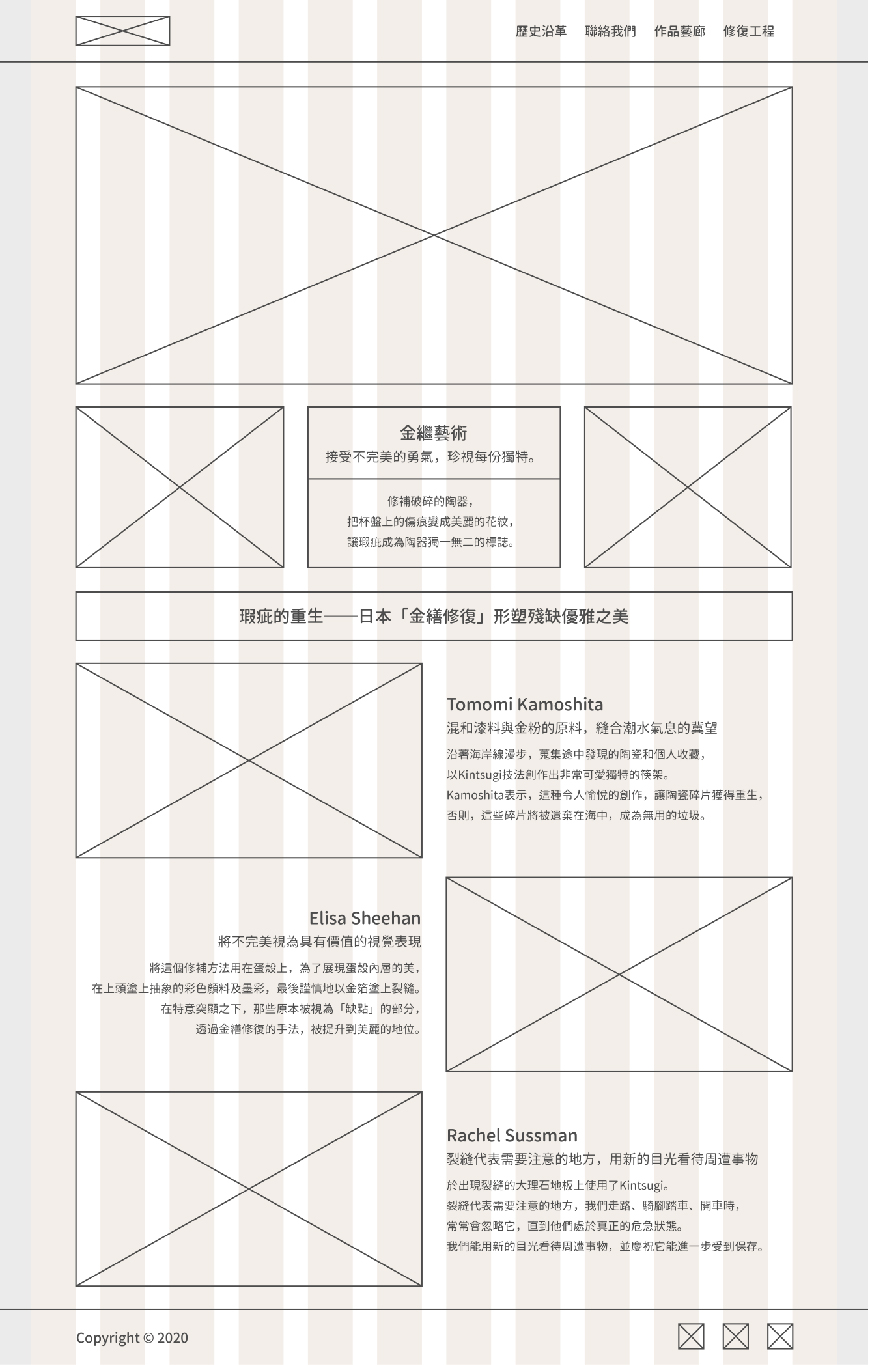 歷史沿革 聯絡我們 作品藝廊 修復工程
金繼藝術
接受不完美的勇氣，珍視每份獨特。
修補破碎的陶器，
把杯盤上的傷痕變成美麗的花紋，
讓瑕疵成為陶器獨一無二的標誌。
瑕疵的重生——日本「金繕修復」形塑殘缺優雅之美
Tomomi Kamoshita
混和漆料與金粉的原料，縫合潮水氣息的冀望
沿著海岸線漫步，蒐集途中發現的陶瓷和個人收藏，
以Kintsugi技法創作出非常可愛獨特的筷架。
Kamoshita表示，這種令人愉悅的創作，讓陶瓷碎片獲得重生，
否則，這些碎片將被遺棄在海中，成為無用的垃圾。
Elisa Sheehan
將不完美視為具有價值的視覺表現
將這個修補方法用在蛋殼上，為了展現蛋殼內層的美，
在上頭塗上抽象的彩色顏料及墨彩，最後謹慎地以金箔塗上裂縫。
在特意突顯之下，那些原本被視為「缺點」的部分，
透過金繕修復的手法，被提升到美麗的地位。
Rachel Sussman
裂縫代表需要注意的地方，用新的目光看待周遭事物
於出現裂縫的大理石地板上使用了Kintsugi。
裂縫代表需要注意的地方，我們走路、騎腳踏車、開車時，
常常會忽略它，直到他們處於真正的危急狀態。
我們能用新的目光看待周遭事物，並慶祝它能進一步受到保存。
Copyright © 2020